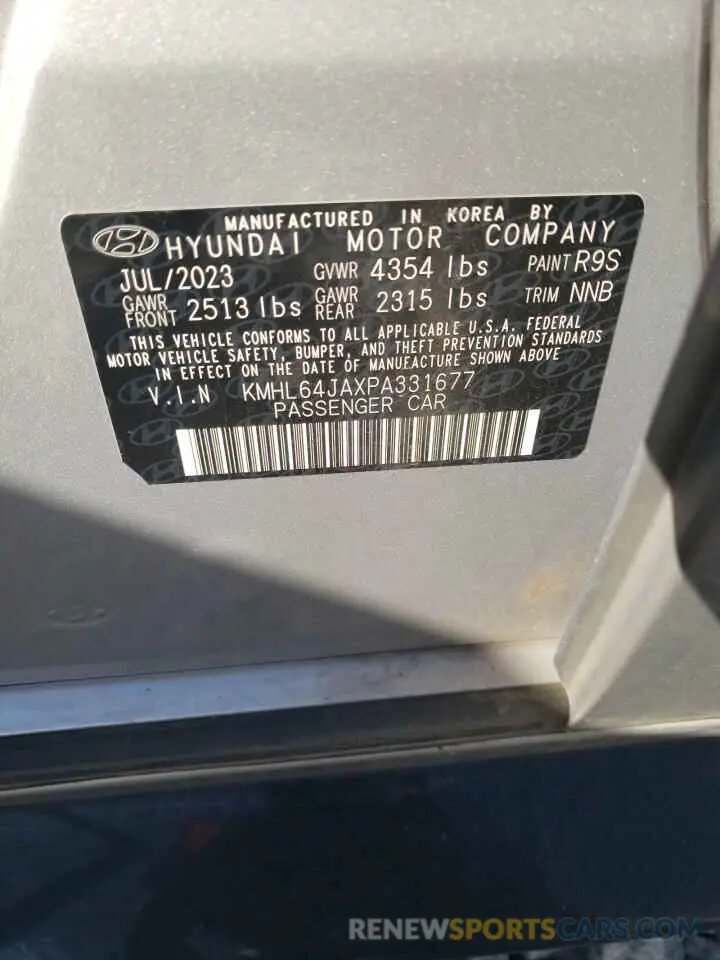 MANUFACTURED IN KOREA BY
HYUNDAI MOTOR COMPANY
JUL/2023 GVWR 4354 lbs PAINT R9S
GAWR FRONT 2513 lbs GAWR REAR 2315 lbs TRIM NNB
THIS VEHICLE CONFORMS TO ALL APPLICABLE U.S.A. FEDERAL
MOTOR VEHICLE SAFETY, BUMPER, AND THEFT PREVENTION STANDARDS
IN EFFECT ON THE DATE OF MANUFACTURE SHOWN ABOVE
V.I.N KMHL64JAXPA331677
PASSENGER CAR
RENEWSPORTSCARS.COM